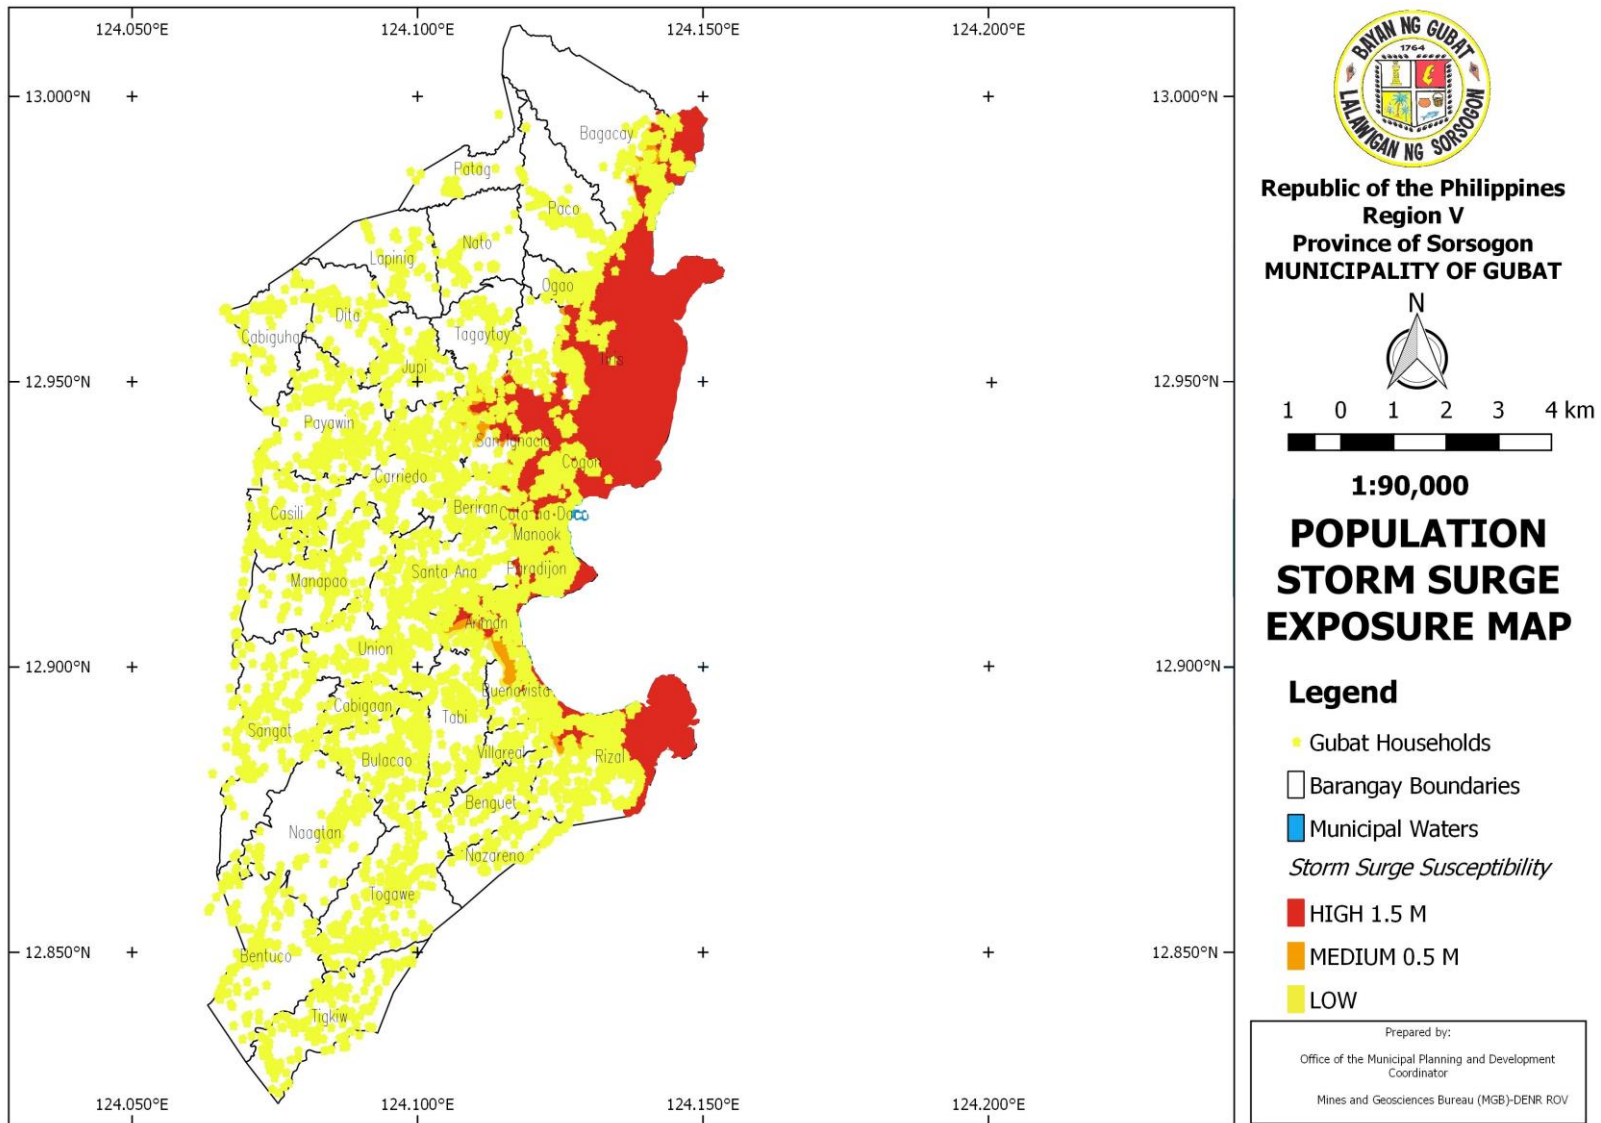 124.050°E
124.100°E
124.150°E
124.200°E
13.000°N
13.000°N
12.950°N
12.950°N
12.900°N
12.900°N
12.850°N
12.850°N
124.050°E
124.100°E
124.150°E
124.200°E
Bagacay
Patag
Paco
Nato
Lapinig
Ogao
Dita
Cabiguhan
Tagaytay
Jupi
Payawin
San Ignacio
Cogon
Carriedo
Beriran
Cota na Daco
Casili
Manook
Santa Ana
Paradijon
Manapao
Ariman
Union
Buenavista
Cabigaan
Tabi
Sangat
Villareal
Rizal
Bulacao
Benguet
Naagtan
Nazareno
Togawe
Bentuco
Tigkiw
BAYAN NG GUBAT
1764
LALAWIGAN NG SORSOGON
Republic of the Philippines
Region V
Province of Sorsogon
MUNICIPALITY OF GUBAT
N
1 0 1 2 3 4 km
1:90,000
POPULATION
STORM SURGE
EXPOSURE MAP
Legend
Gubat Households
Barangay Boundaries
Municipal Waters
Storm Surge Susceptibility
HIGH 1.5 M
MEDIUM 0.5 M
LOW
Prepared by:
Office of the Municipal Planning and Development
Coordinator
Mines and Geosciences Bureau (MGB)-DENR ROV